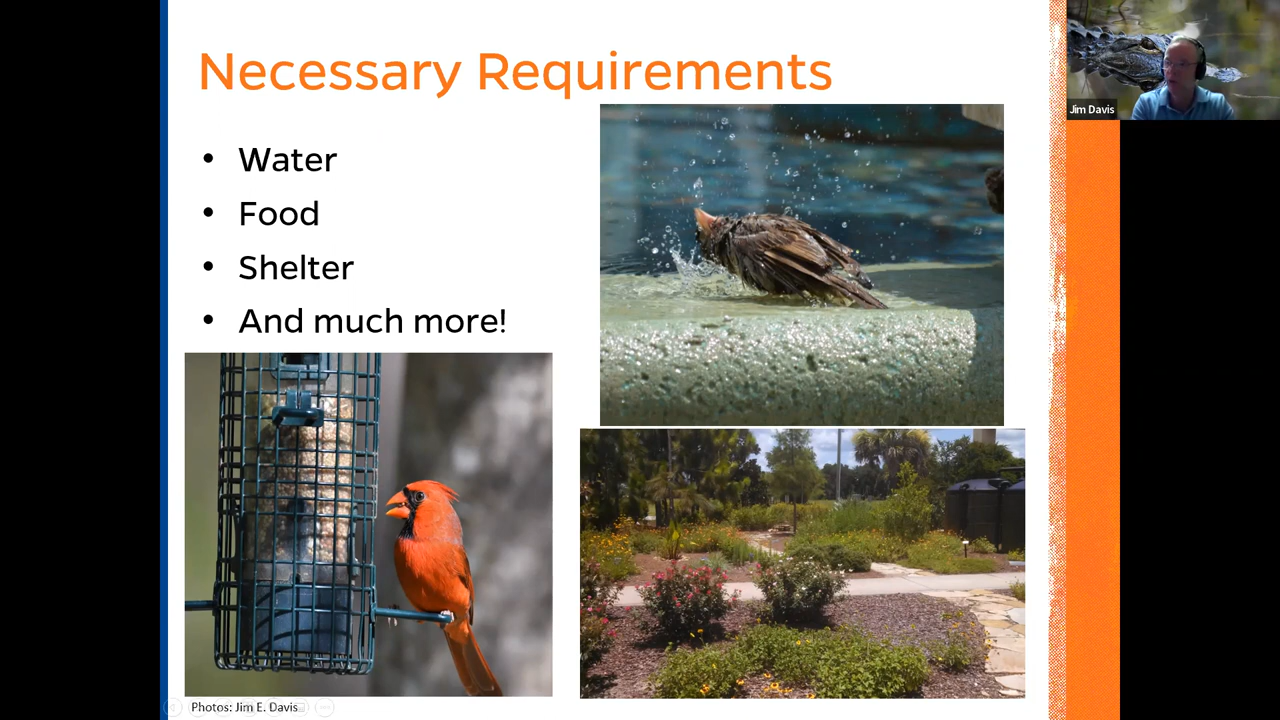 Necessary Requirements
• Water
• Food
• Shelter
• And much more!
Photos: Jim E. Davis
Jim Davis